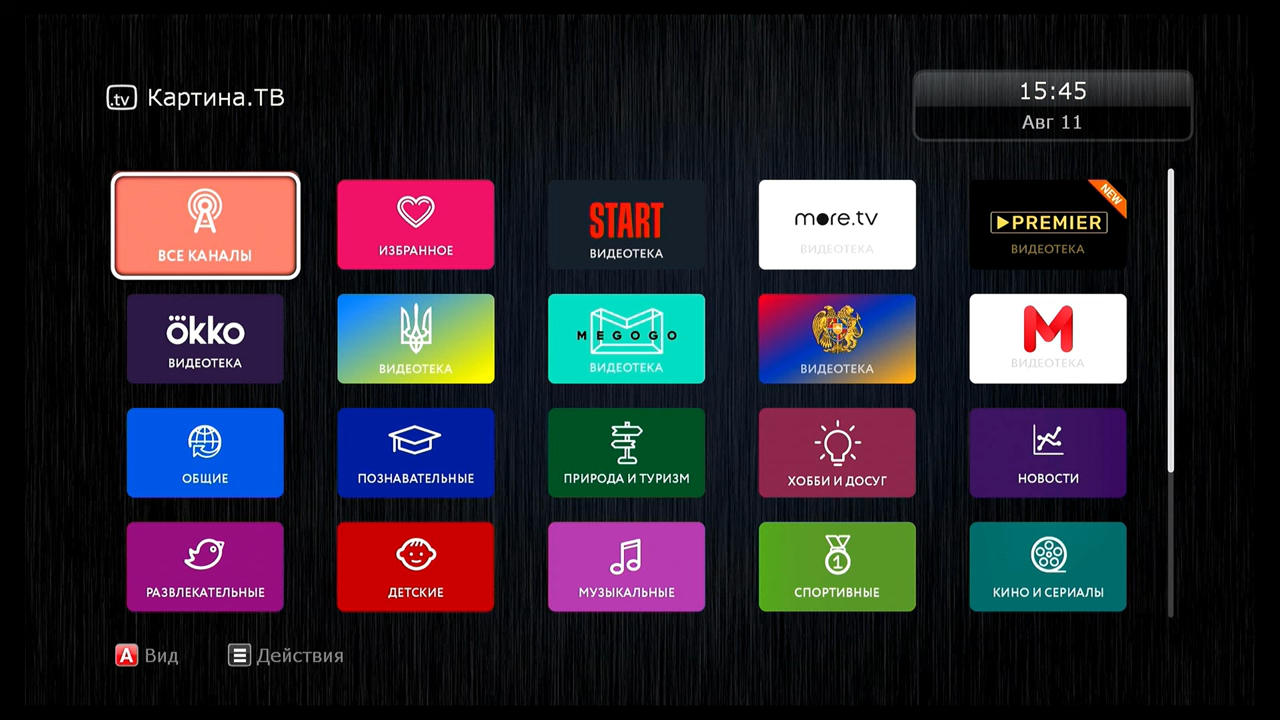 .tv Картина.ТВ
15:45
Авг 11
ВСЕ КАНАЛЫ
ИЗБРАННОЕ
START
ВИДЕОТЕКА
more.tv
ВИДЕОТЕКА
NEW
PREMIER
ВИДЕОТЕКА
ökko
ВИДЕОТЕКА
ВИДЕОТЕКА
MEGOGO
ВИДЕОТЕКА
ВИДЕОТЕКА
M
ВИДЕОТЕКА
ОБЩИЕ
ПОЗНАВАТЕЛЬНЫЕ
ПРИРОДА И ТУРИЗМ
ХОББИ И ДОСУГ
НОВОСТИ
РАЗВЛЕКАТЕЛЬНЫЕ
ДЕТСКИЕ
МУЗЫКАЛЬНЫЕ
1
СПОРТИВНЫЕ
КИНО И СЕРИАЛЫ
A Вид
Действия